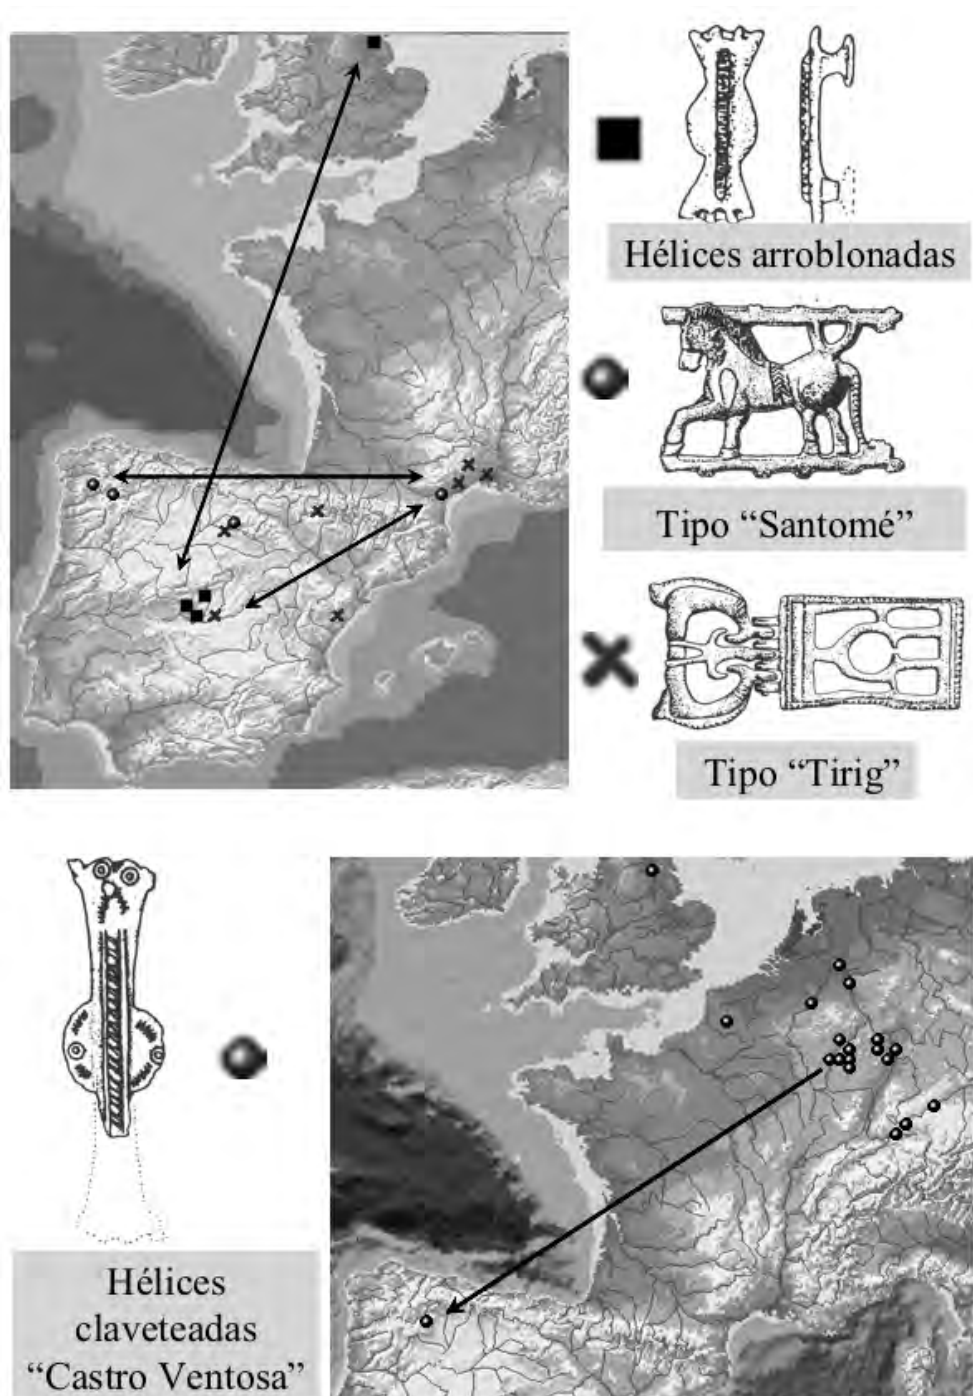 Hélices arroblonadas
Tipo “Santomé”
Tipo “Tirig”
Hélices
claveteadas
“Castro Ventosa”